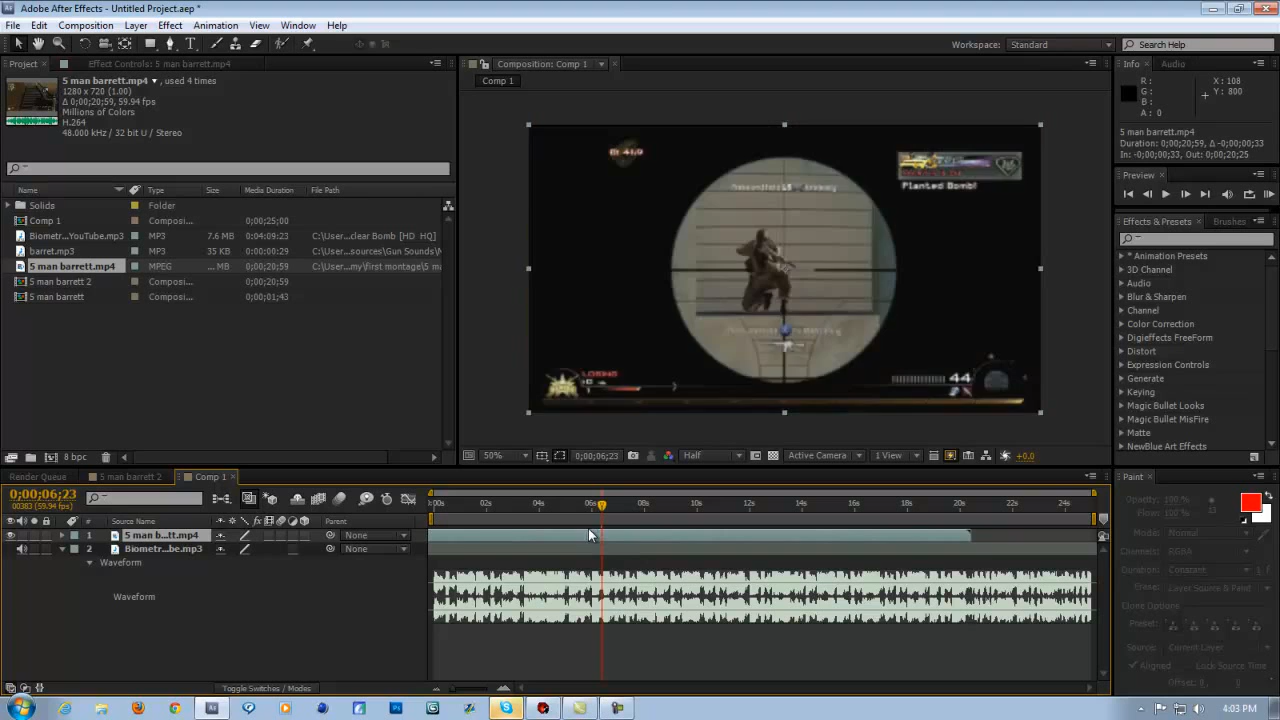 Adobe After Effects - Untitled Project.aep *
File Edit Composition Layer Effect Animation View Window Help
Workspace: Standard Search Help
Project Effect Controls: 5 man barrett.mp4
Composition: Comp 1
Info Audio
5 man barrett.mp4 , used 4 times
1280 x 720 (1.00)
Δ 0;00;20;59, 59.94 fps
Millions of Colors
H.264
48.000 kHz / 32 bit U / Stereo
Comp 1
R :
G :
B :
A : 0
X : 108
Y : 800
5 man barrett.mp4
Duration: 0;00;20;59, Δ -0;00;00;33
In: -0;00;00;33, Out: 0;00;20;25
Planted Bomb!
LOSING
44
Name Type Size Media Duration File Path
Solids Folder
Comp 1 Composi... 0;00;25;00
Biometr...YouTube.mp3 MP3 7.6 MB 0;04;09;23 C:\User...clear Bomb [HD HQ]
barret.mp3 MP3 35 KB 0;00;00;29 C:\User...sources\Gun Sounds\M
5 man barrett.mp4 MPEG ... MB 0;00;20;59 C:\User...my\first montage\5 ma
5 man barrett 2 Composi... 0;00;20;59
5 man barrett Composi... 0;00;01;43
Preview
Effects & Presets Brushes
* Animation Presets
3D Channel
Audio
Blur & Sharpen
Channel
Color Correction
Digieffects FreeForm
Distort
Expression Controls
Generate
Keying
Magic Bullet Looks
Magic Bullet MisFire
Matte
NewBlue Art Effects
8 bpc
50% 0;00;06;23 Half Active Camera 1 View +0.0
Render Queue 5 man barrett 2 Comp 1
0;00;06;23
00383 (59.94 fps)
:00s 02s 04s 06s 08s 10s 12s 14s 16s 18s 20s 22s 24s
# Source Name Parent
1 5 man b...tt.mp4 None
2 Biometr...be.mp3 None
Waveform
Waveform
Toggle Switches / Modes
Paint
Opacity: 100 %
Flow: 100 %
Mode: Normal
Channels: RGBA
Duration: Constant
Erase: Layer Source & Paint
Clone Options
Preset:
Source: Current Layer
Aligned Lock Source Time
Offset: 0 , 0
4:03 PM